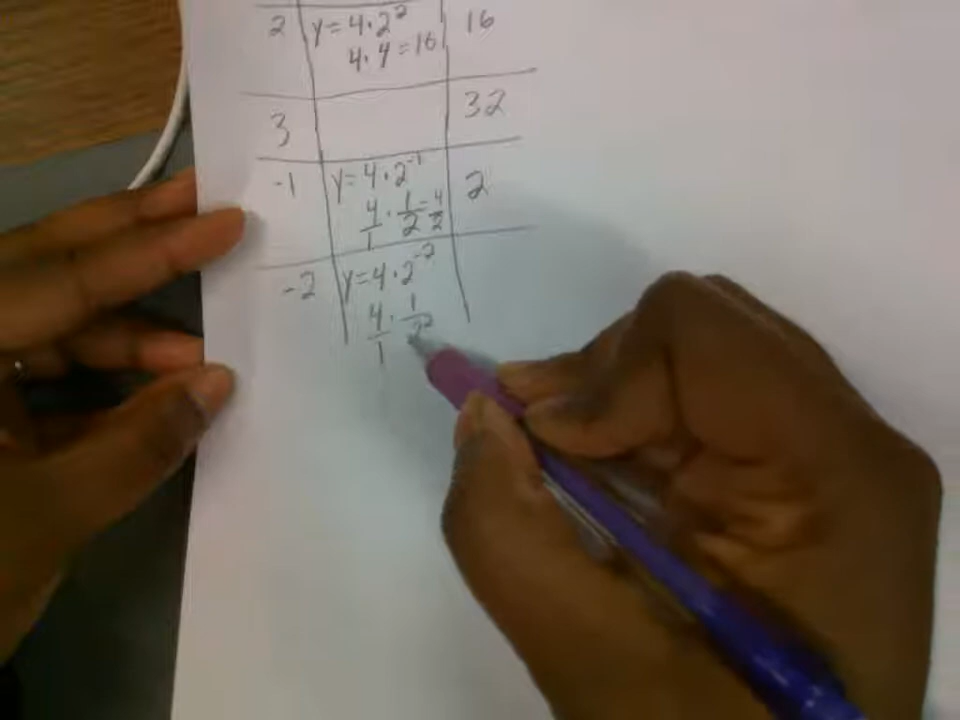 2 y=4·2² 16
4·4=16
3 32
-1 y=4·2⁻¹ 2
4/1 · 1/2 = 4/2
-2 y=4·2⁻²
4/1 · 1/2²